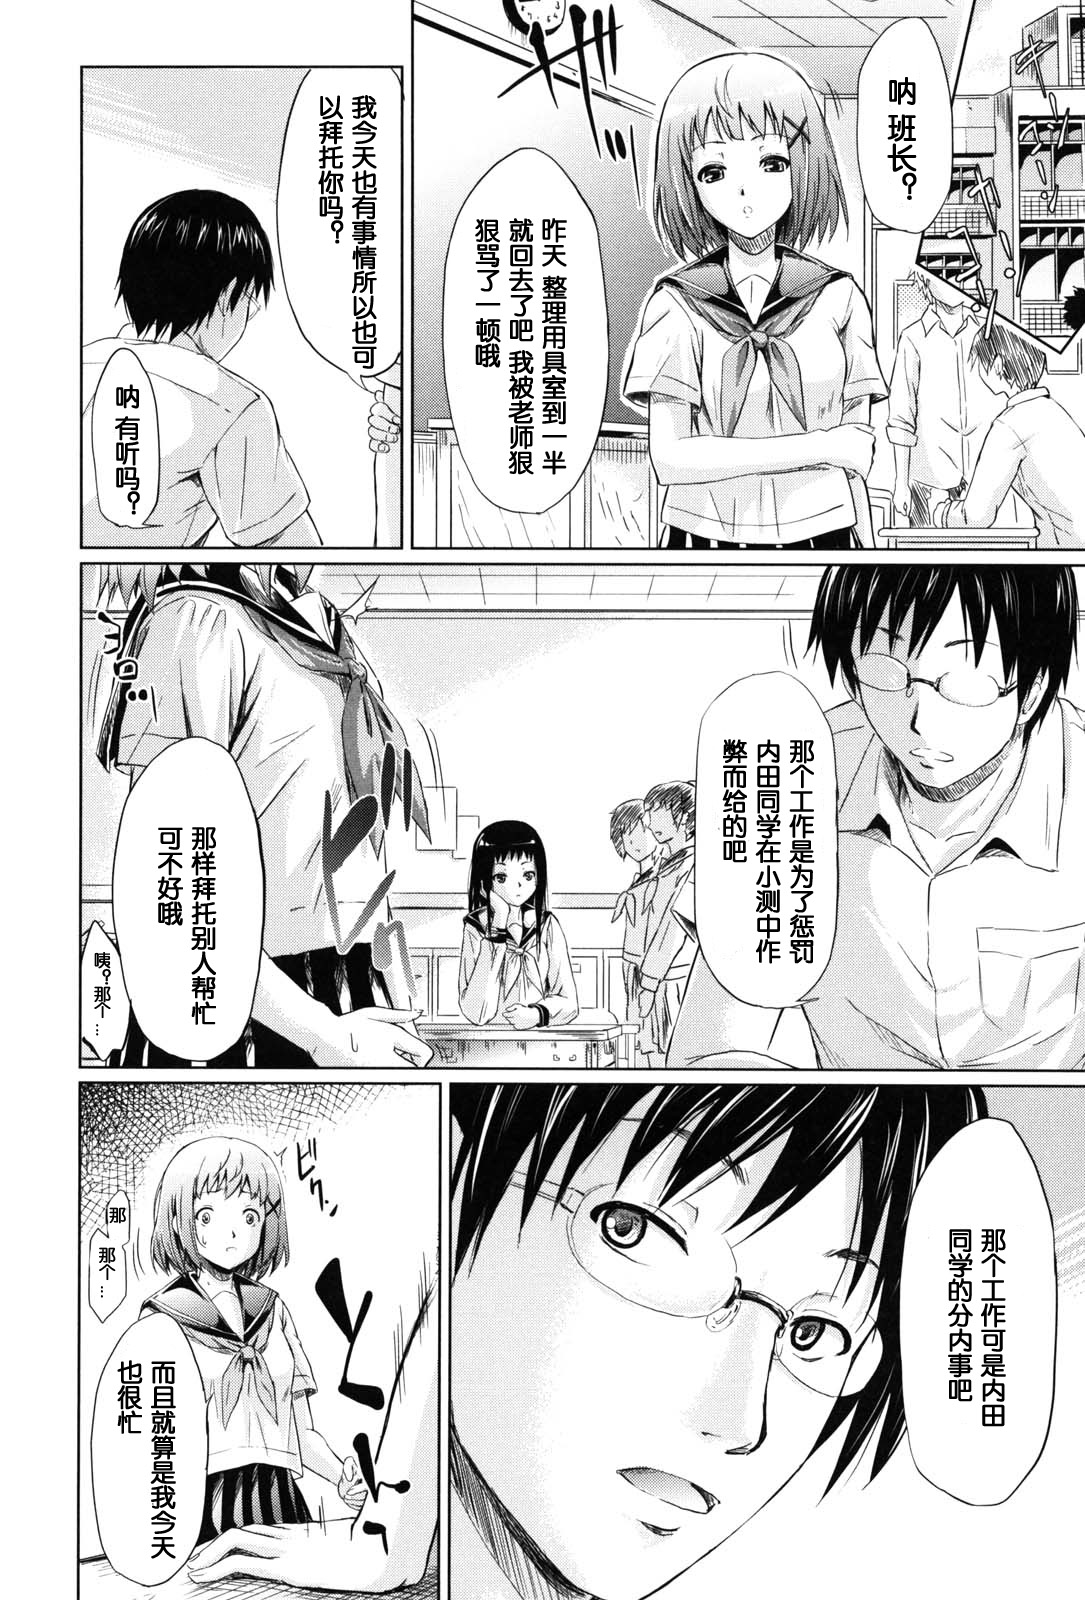 呐 班长？
昨天 整理用具室到一半
就回去了吧 我被老师狠
狠骂了一顿哦
我今天也有事情所以也可
以拜托你吗？
呐 有听吗？
那个工作是为了惩罚
内田同学在小测中作
弊而给的吧
那样拜托别人帮忙
可不好哦
咦？那个…
那个工作可是内田
同学的分内事吧
那
那个…
而且就算是我今天
也很忙
ビク